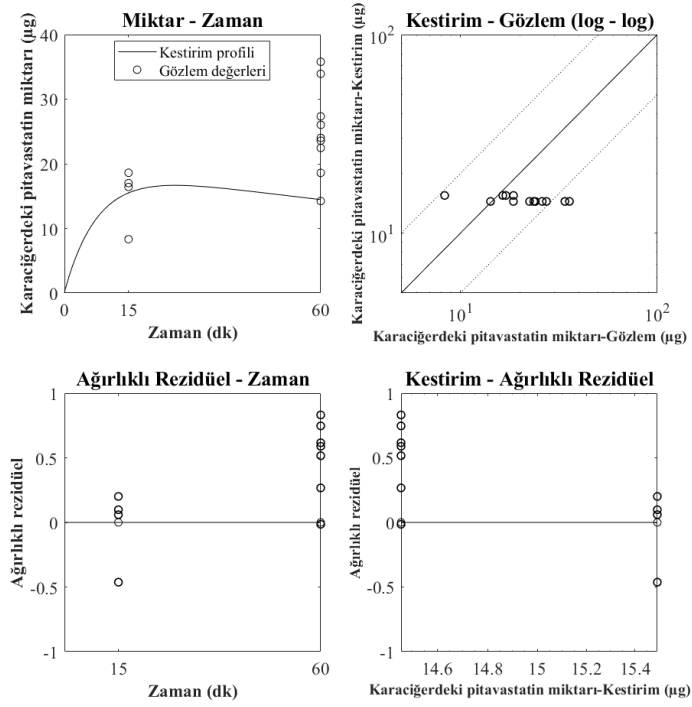 Miktar - Zaman
Karaciğerdeki pitavastatin miktarı (µg)
40
30
20
10
0
0
15
60
Zaman (dk)
Kestirim profili
Gözlem değerleri
Kestirim - Gözlem (log - log)
Karaciğerdeki pitavastatin miktarı-Kestirim (µg)
10²
10¹
10¹
10²
Karaciğerdeki pitavastatin miktarı-Gözlem (µg)
Ağırlıklı Rezidüel - Zaman
Ağırlıklı rezidüel
1
0.5
0
-0.5
-1
15
60
Zaman (dk)
Kestirim - Ağırlıklı Rezidüel
Ağırlıklı rezidüel
1
0.5
0
-0.5
-1
14.6
14.8
15
15.2
15.4
Karaciğerdeki pitavastatin miktarı-Kestirim (µg)